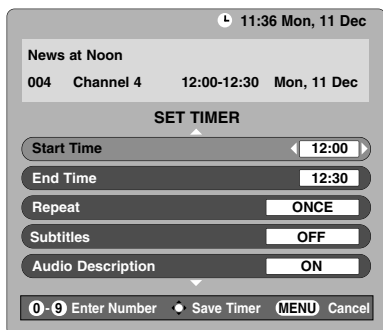 11:36 Mon, 11 Dec
News at Noon
004 Channel 4 12:00-12:30 Mon, 11 Dec
SET TIMER
Start Time 12:00
End Time 12:30
Repeat ONCE
Subtitles OFF
Audio Description ON
0-9 Enter Number Save Timer MENU Cancel